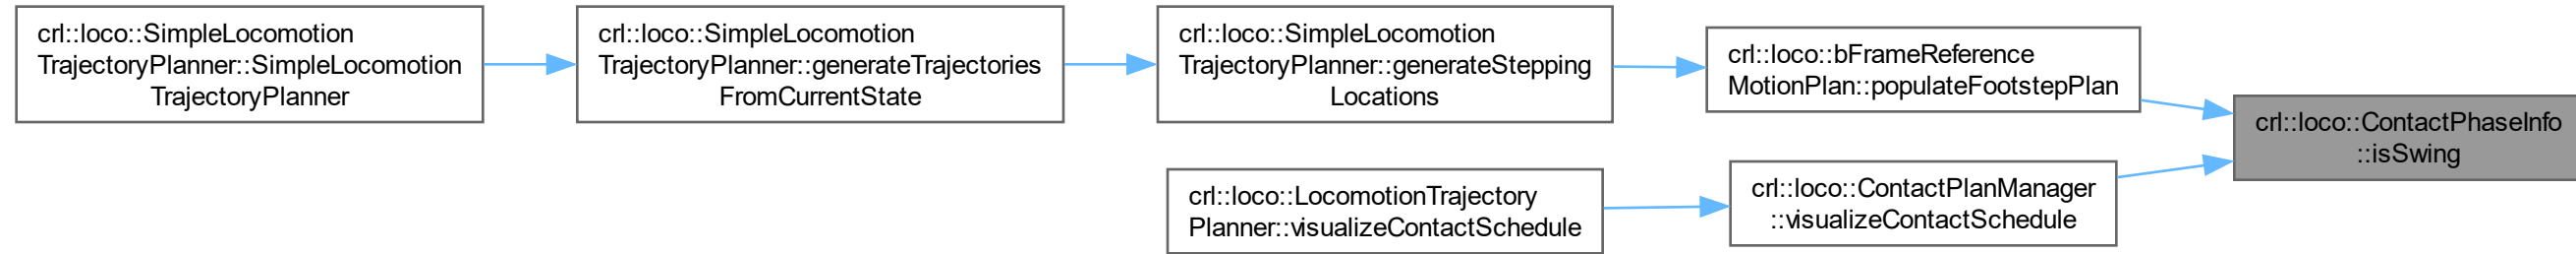 crl::loco::SimpleLocomotion
TrajectoryPlanner::SimpleLocomotion
TrajectoryPlanner
crl::loco::SimpleLocomotion
TrajectoryPlanner::generateTrajectories
FromCurrentState
crl::loco::SimpleLocomotion
TrajectoryPlanner::generateStepping
Locations
crl::loco::bFrameReference
MotionPlan::populateFootstepPlan
crl::loco::ContactPhaseInfo
::isSwing
crl::loco::LocomotionTrajectory
Planner::visualizeContactSchedule
crl::loco::ContactPlanManager
::visualizeContactSchedule